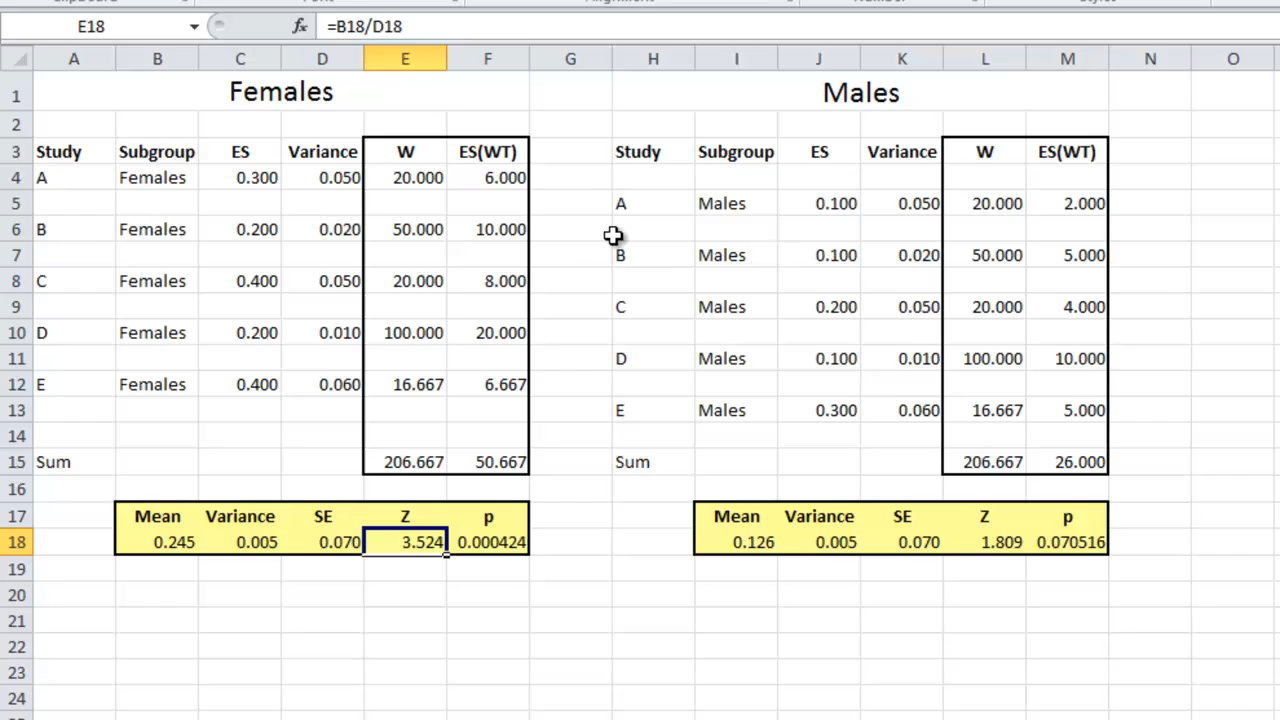 E18 fx =B18/D18
A B C D E F G H I J K L M N O
1 Females Males
2
3 Study Subgroup ES Variance W ES(WT) Study Subgroup ES Variance W ES(WT)
4 A Females 0.300 0.050 20.000 6.000
5 A Males 0.100 0.050 20.000 2.000
6 B Females 0.200 0.020 50.000 10.000
7 B Males 0.100 0.020 50.000 5.000
8 C Females 0.400 0.050 20.000 8.000
9 C Males 0.200 0.050 20.000 4.000
10 D Females 0.200 0.010 100.000 20.000
11 D Males 0.100 0.010 100.000 10.000
12 E Females 0.400 0.060 16.667 6.667
13 E Males 0.300 0.060 16.667 5.000
14
15 Sum 206.667 50.667 Sum 206.667 26.000
16
17 Mean Variance SE Z p Mean Variance SE Z p
18 0.245 0.005 0.070 3.524 0.000424 0.126 0.005 0.070 1.809 0.070516
19
20
21
22
23
24